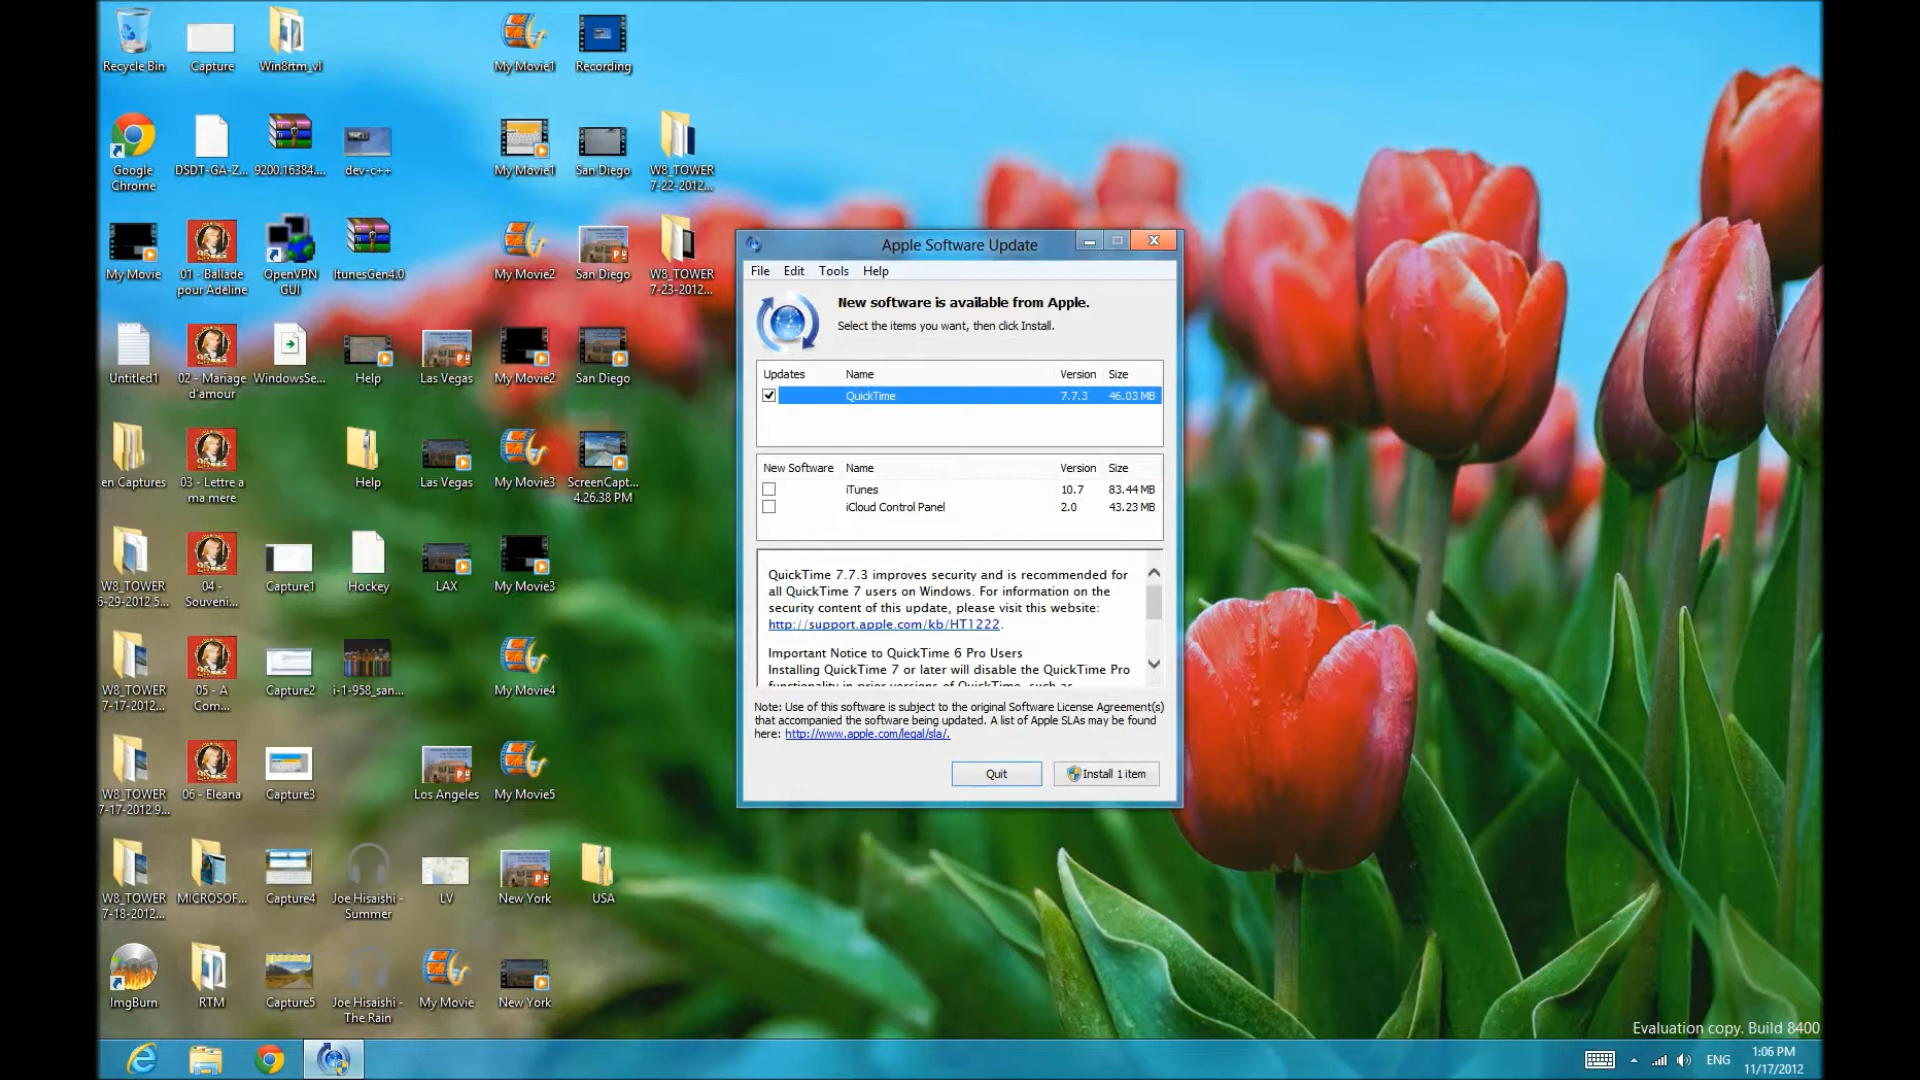 Recycle Bin
Capture
Win8rtm_vl
My Movie1
Recording
Google
Chrome
DSDT-GA-Z...
9200.16384....
dev-c++
My Movie1
San Diego
W8_TOWER
7-22-2012...
My Movie
01 - Ballade
pour Adeline
OpenVPN
GUI
ItunesGen4.0
My Movie2
San Diego
W8_TOWER
7-23-2012...
Untitled1
02 - Mariage
d'amour
WindowsSe...
Help
Las Vegas
My Movie2
San Diego
en Captures
03 - Lettre a
ma mere
Help
Las Vegas
My Movie3
ScreenCapt...
4.26.38 PM
W8_TOWER
6-29-2012 5...
04 -
Souveni...
Capture1
Hockey
LAX
My Movie3
W8_TOWER
7-17-2012...
05 - A
Com...
Capture2
i-1-958_san...
My Movie4
W8_TOWER
7-17-2012 9...
06 - Eleana
Capture3
Los Angeles
My Movie5
W8_TOWER
7-18-2012...
MICROSOF...
Capture4
Joe Hisaishi -
Summer
LV
New York
USA
ImgBurn
RTM
Capture5
Joe Hisaishi -
The Rain
My Movie
New York
Apple Software Update
File Edit Tools Help
New software is available from Apple.
Select the items you want, then click Install.
Updates Name Version Size
QuickTime 7.7.3 46.03 MB
New Software Name Version Size
iTunes 10.7 83.44 MB
iCloud Control Panel 2.0 43.23 MB
QuickTime 7.7.3 improves security and is recommended for
all QuickTime 7 users on Windows. For information on the
security content of this update, please visit this website:
http://support.apple.com/kb/HT1222.
Important Notice to QuickTime 6 Pro Users
Installing QuickTime 7 or later will disable the QuickTime Pro
functionality in prior versions of QuickTime, such as
Note: Use of this software is subject to the original Software License Agreement(s)
that accompanied the software being updated. A list of Apple SLAs may be found
here: http://www.apple.com/legal/sla/.
Quit
Install 1 item
Evaluation copy. Build 8400
ENG
1:06 PM
11/17/2012